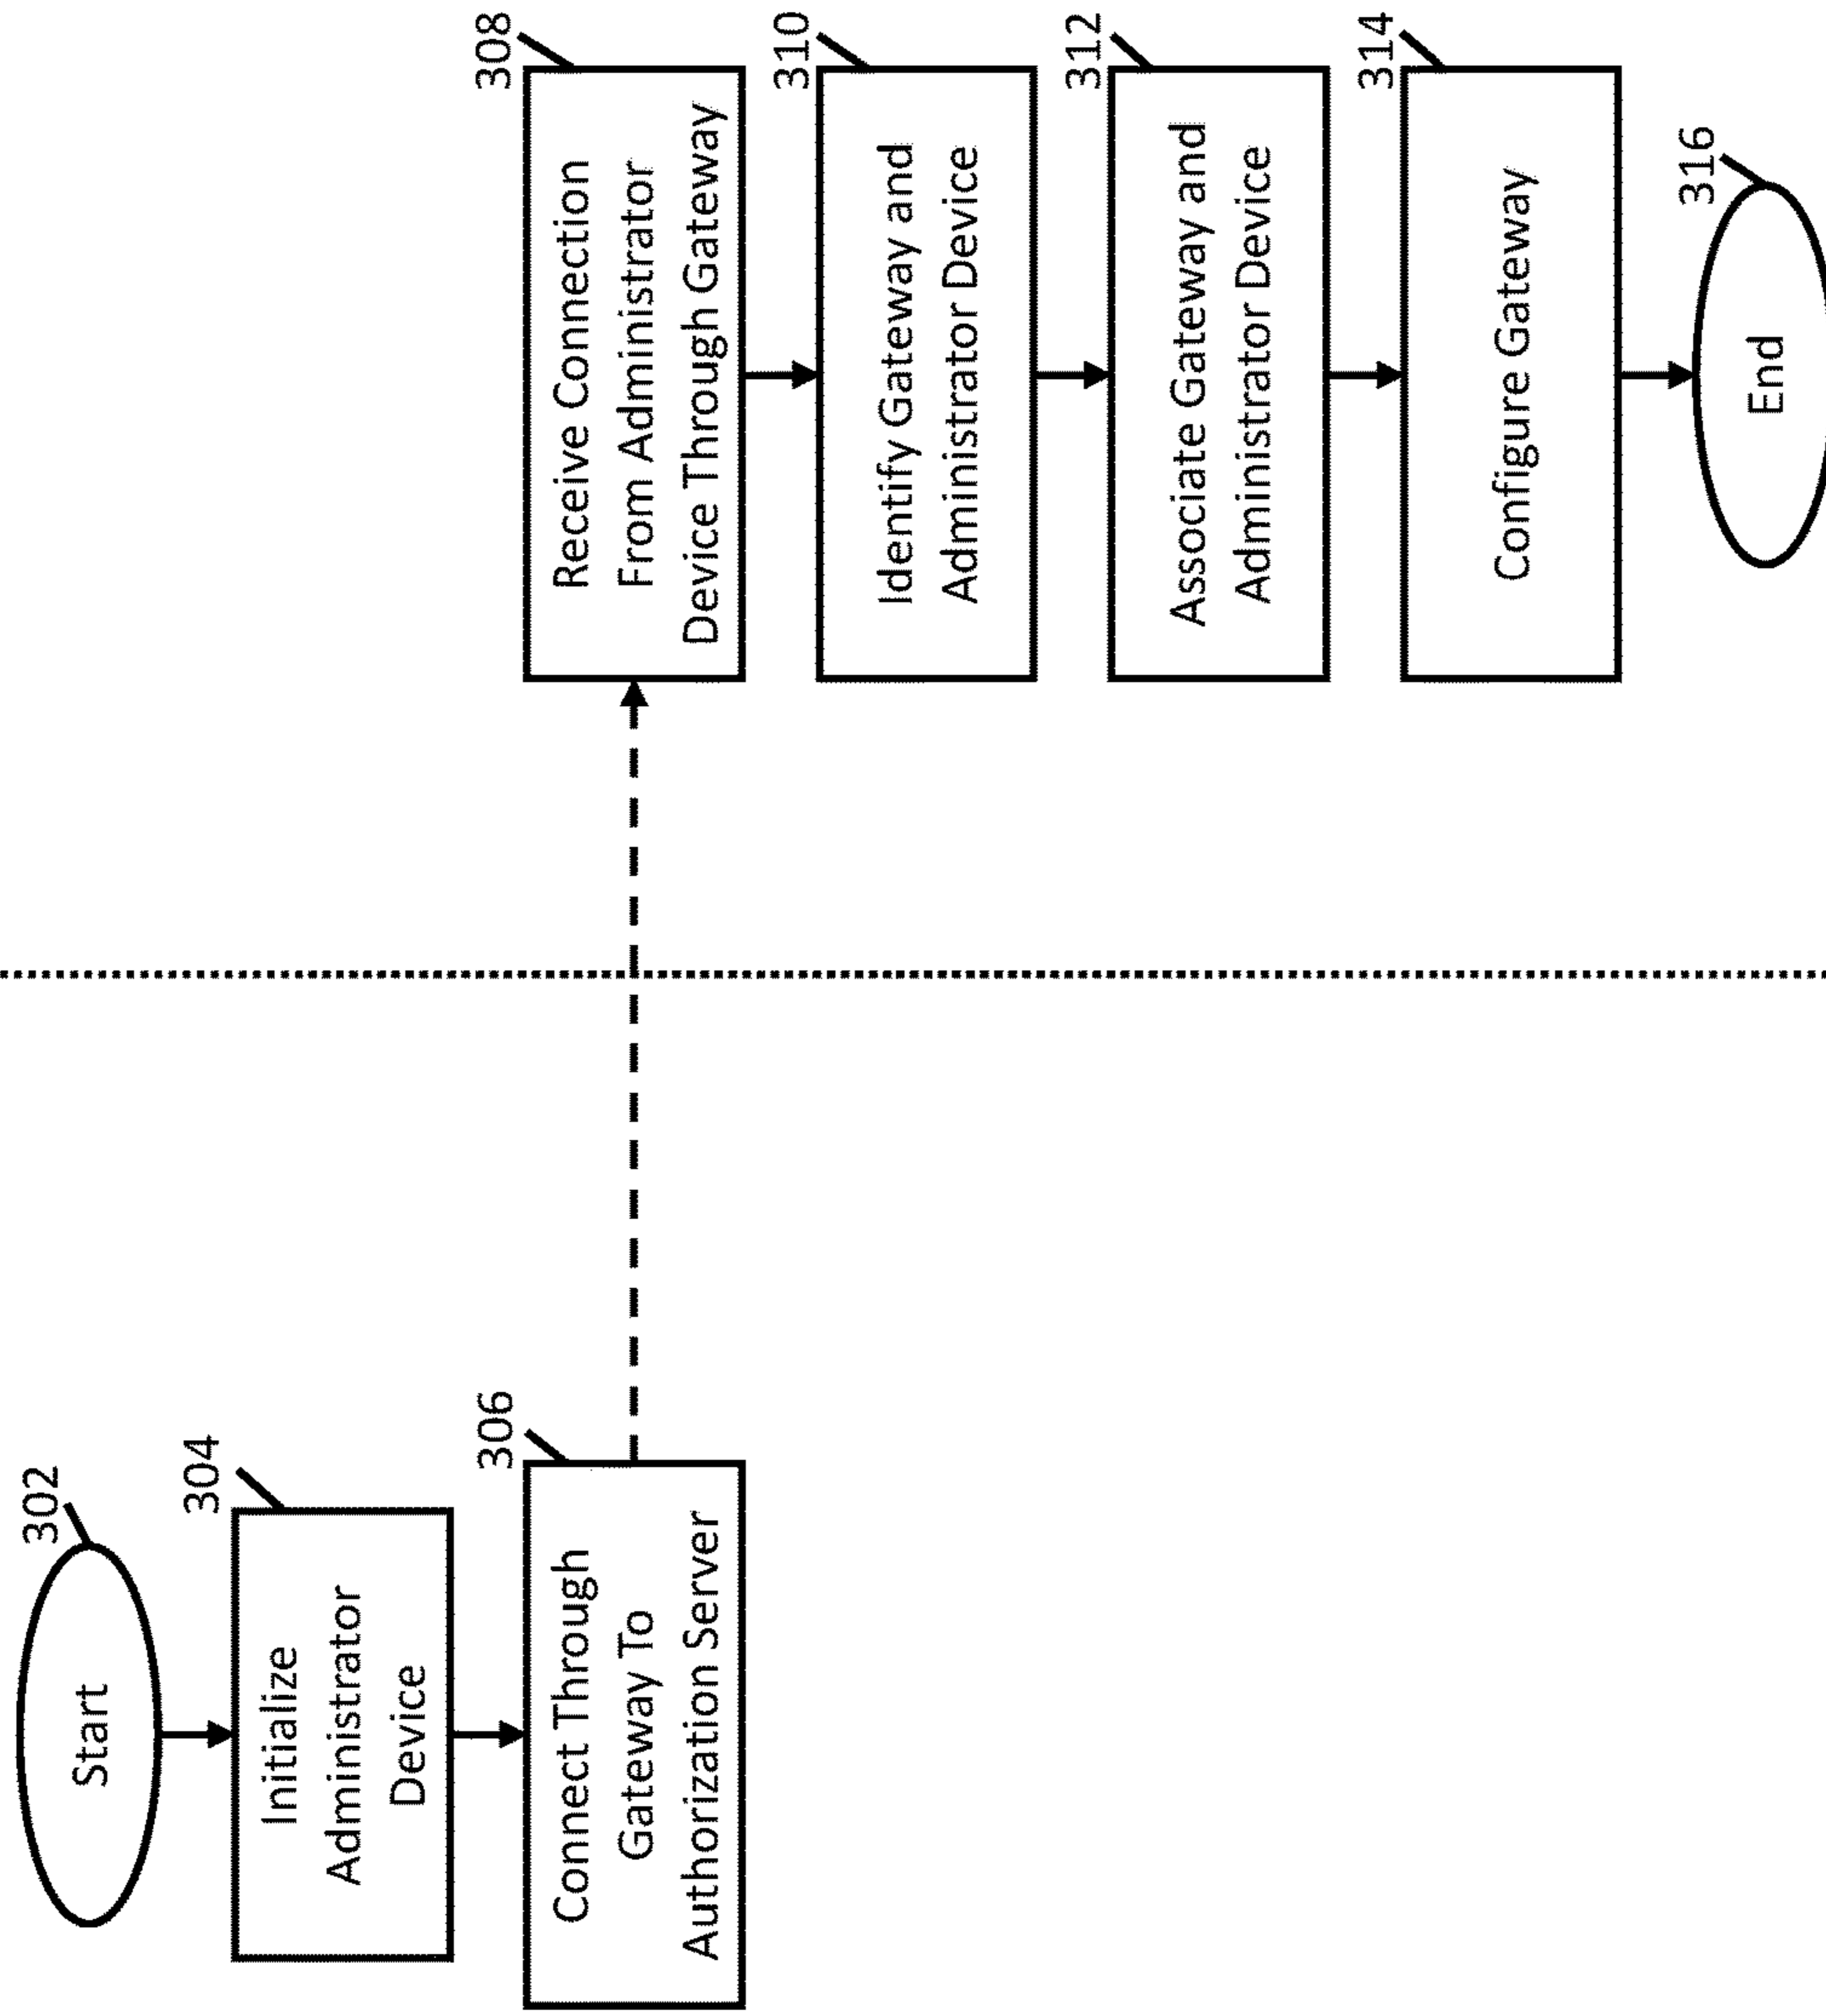 302
Start
304
Initialize
Administrator
Device
306
Connect Through
Gateway To
Authorization Server
308
Receive Connection
From Administrator
Device Through Gateway
310
Identify Gateway and
Administrator Device
312
Associate Gateway and
Administrator Device
314
Configure Gateway
316
End